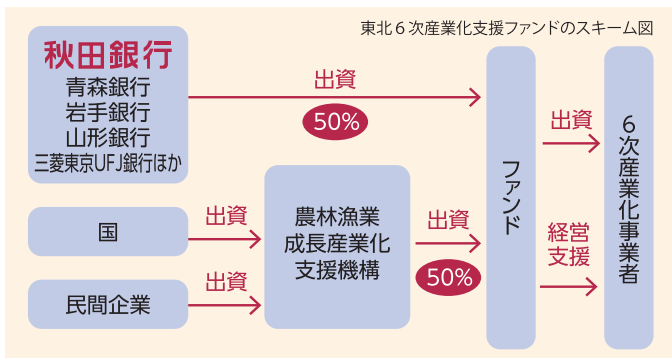 東北6次産業化支援ファンドのスキーム図
秋田銀行
青森銀行
岩手銀行
山形銀行
三菱東京UFJ銀行ほか
出資
50%
国
出資
民間企業
出資
農林漁業
成長産業化
支援機構
出資
50%
ファンド
出資
経営
支援
6次産業化事業者